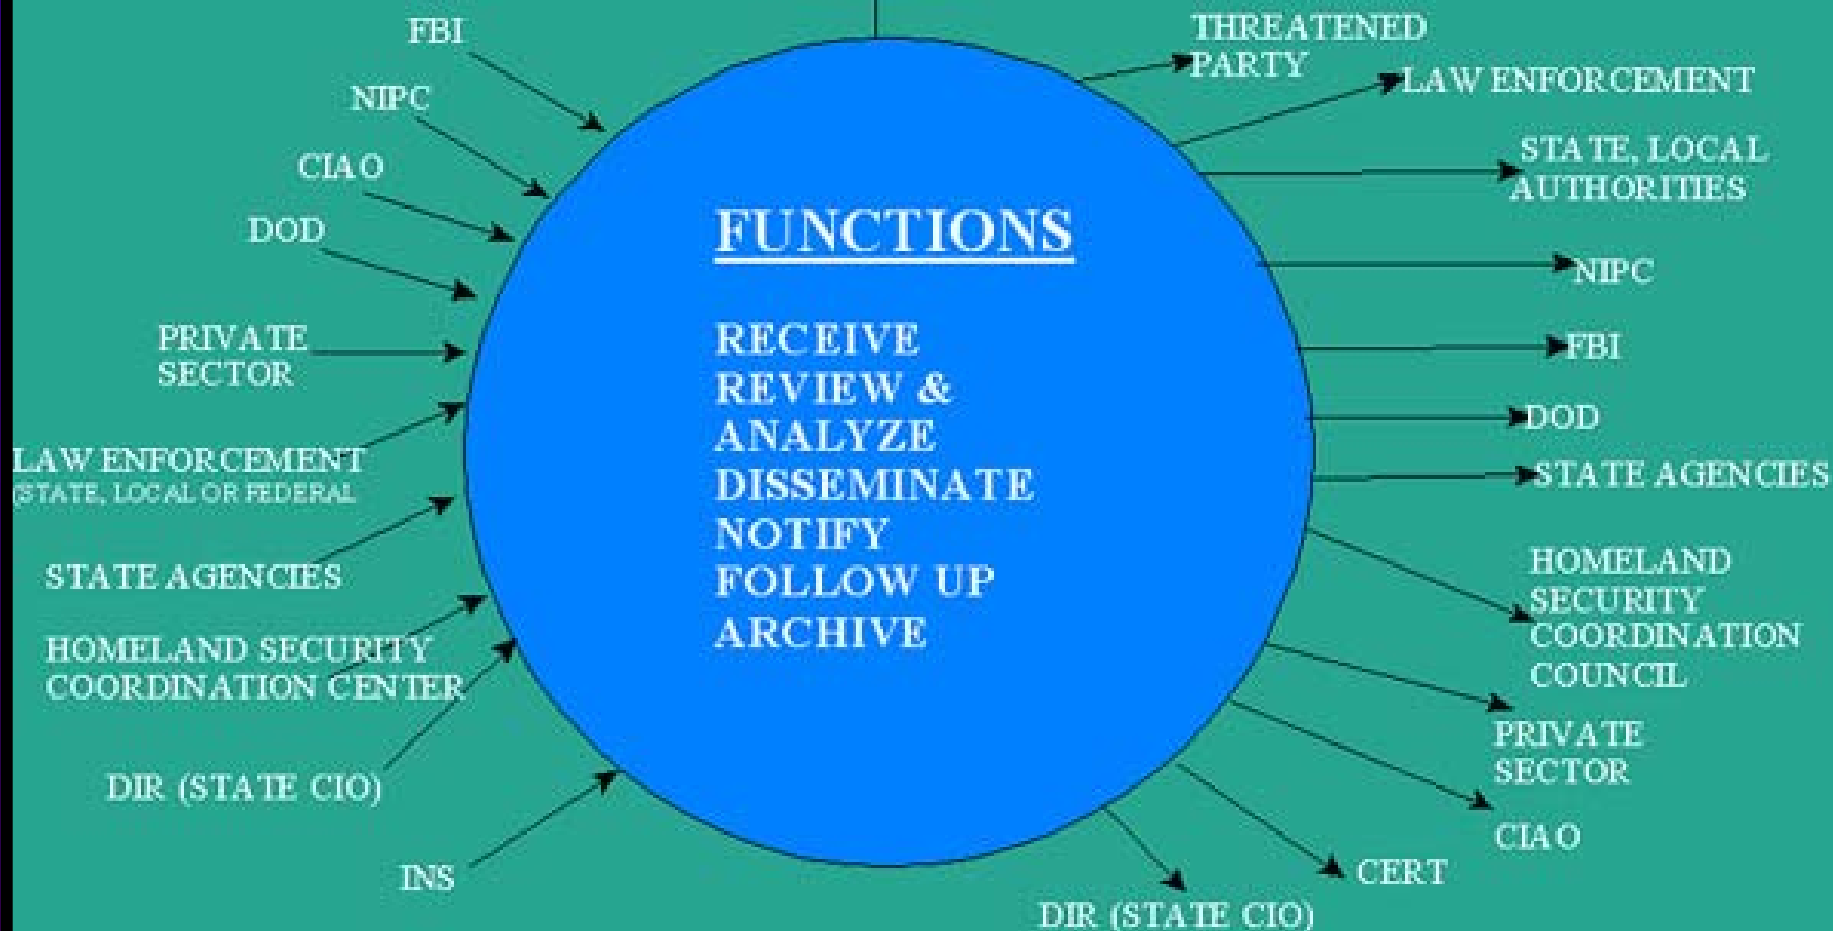 FBI
NIPC
CIAO
DOD
PRIVATE
SECTOR
LAW ENFORCEMENT
(STATE, LOCAL OR FEDERAL
STATE AGENCIES
HOMELAND SECURITY
COORDINATION CENTER
DIR (STATE CIO)
INS
FUNCTIONS
RECEIVE
REVIEW &
ANALYZE
DISSEMINATE
NOTIFY
FOLLOW UP
ARCHIVE
THREATENED
PARTY
LAW ENFORCEMENT
STATE, LOCAL
AUTHORITIES
NIPC
FBI
DOD
STATE AGENCIES
HOMELAND
SECURITY
COORDINATION
COUNCIL
PRIVATE
SECTOR
CIAO
CERT
DIR (STATE CIO)